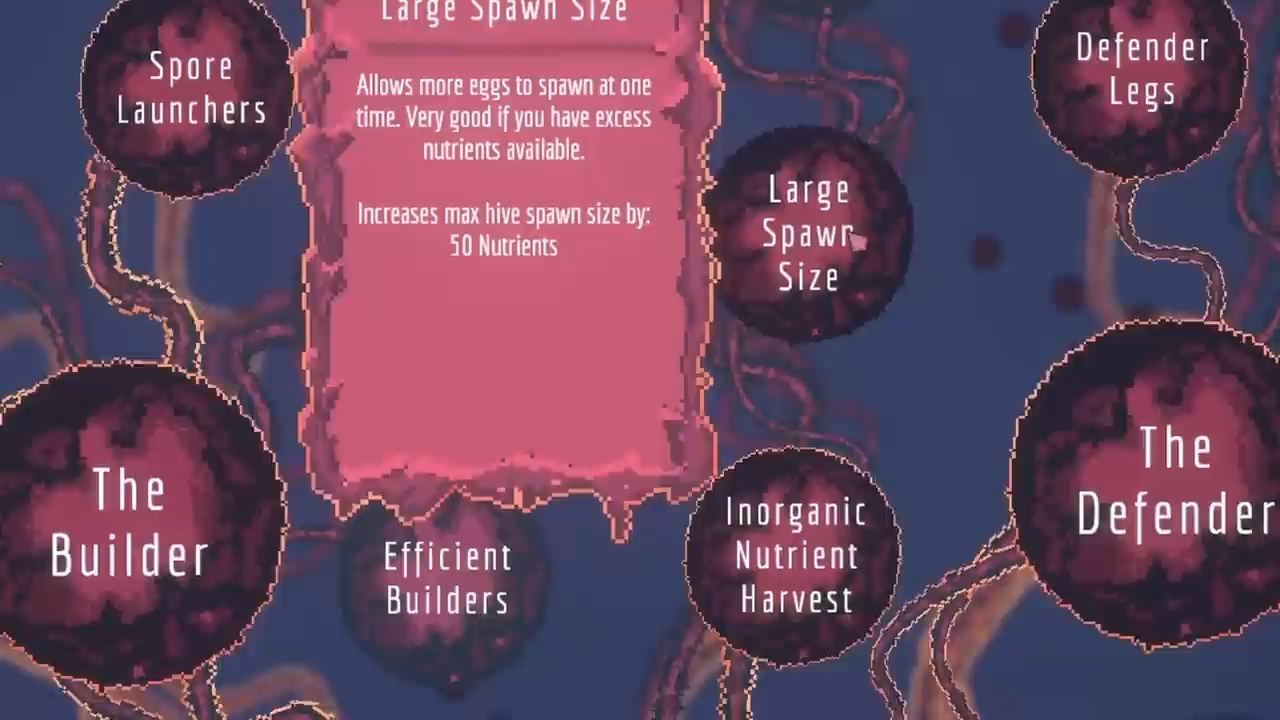 Spore
Launchers
Large Spawn Size
Allows more eggs to spawn at one
time. Very good if you have excess
nutrients available.
Increases max hive spawn size by:
50 Nutrients
Large
Spawn
Size
Defender
Legs
The
Builder
Efficient
Builders
Inorganic
Nutrient
Harvest
The
Defender